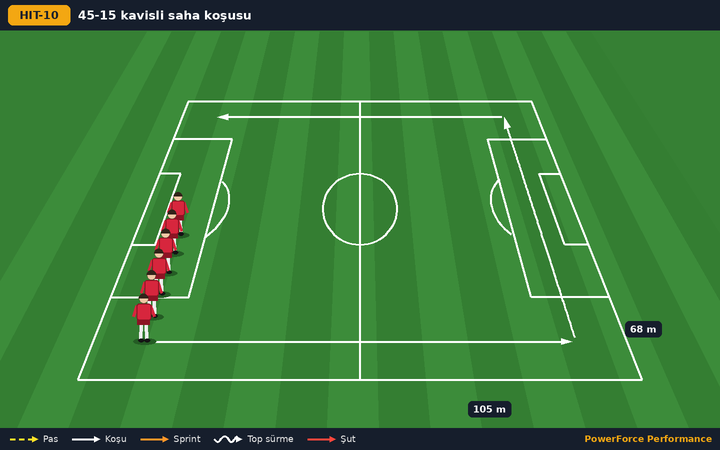 HIT-10 45-15 kavisli saha koşusu
68 m
105 m
Pas Koşu Sprint Top sürme Şut PowerForce Performance